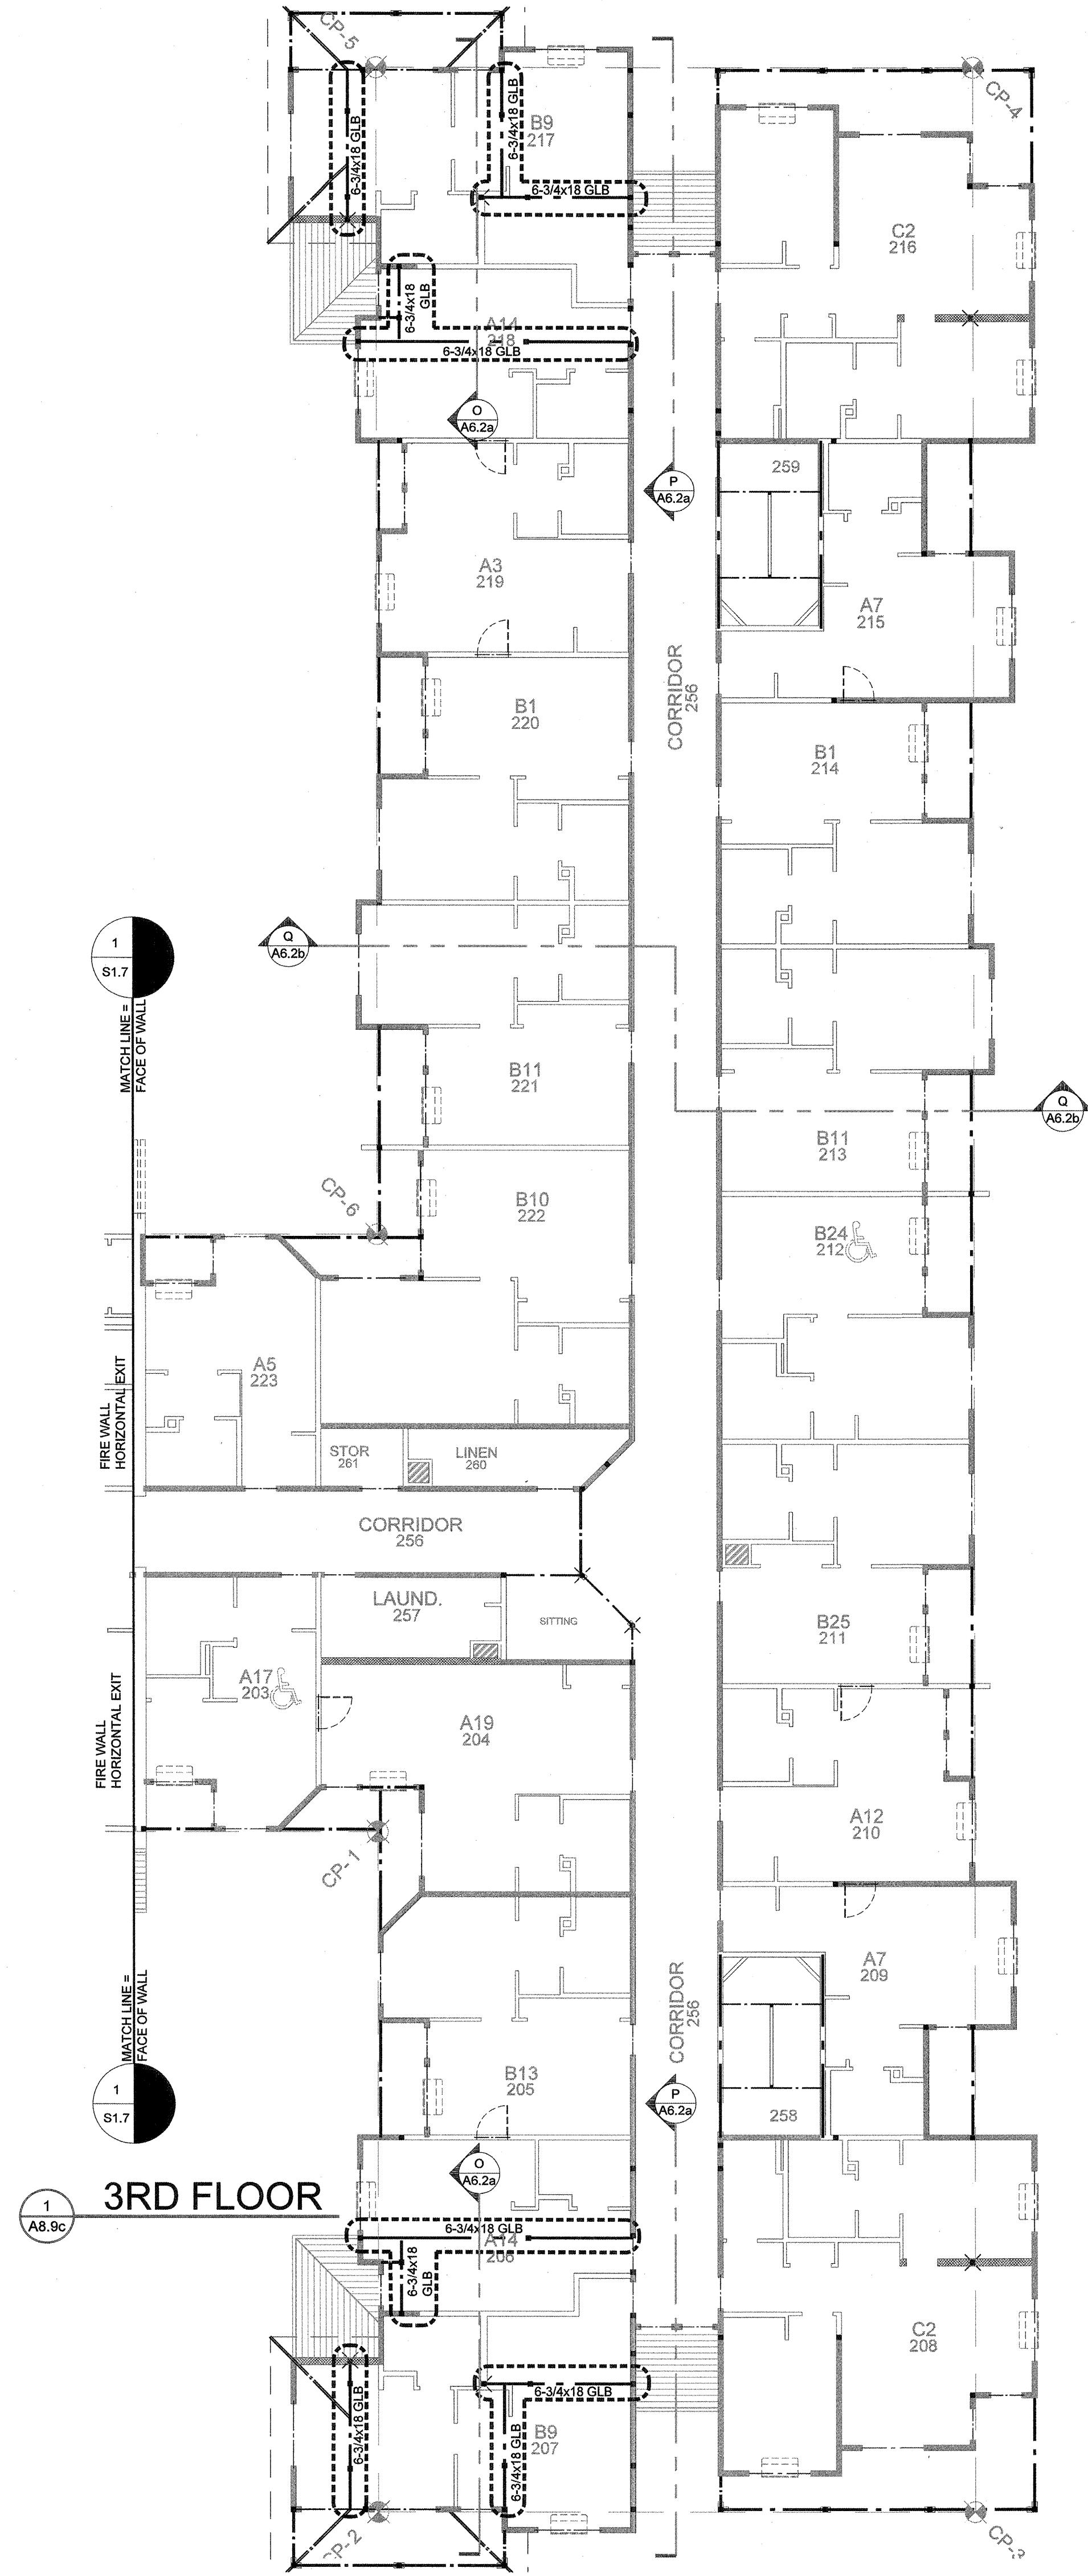 CP-5
6-3/4x18 GLB
6-3/4x18 GLB
B9
217
6-3/4x18 GLB
CP-4
C2
216
6-3/4x18
GLB
A14
218
6-3/4x18 GLB
O
A6.2a
P
A6.2a
259
A3
219
A7
215
CORRIDOR
256
B1
220
B1
214
1
S1.7
MATCH LINE =
FACE OF WALL
Q
A6.2b
B11
221
Q
A6.2b
B11
213
CP-6
B10
222
B24
212
A5
223
FIRE WALL
HORIZONTAL EXIT
STOR
261
LINEN
260
CORRIDOR
256
LAUND.
257
SITTING
B25
211
A17
203
FIRE WALL
HORIZONTAL EXIT
A19
204
A12
210
CP-1
A7
209
MATCH LINE =
FACE OF WALL
CORRIDOR
256
B13
205
1
S1.7
P
A6.2a
258
O
A6.2a
3RD FLOOR
1
A8.9c
6-3/4x18 GLB
A14
206
6-3/4x18
GLB
C2
208
6-3/4x18 GLB
6-3/4x18 GLB
6-3/4x18 GLB
B9
207
CP-2